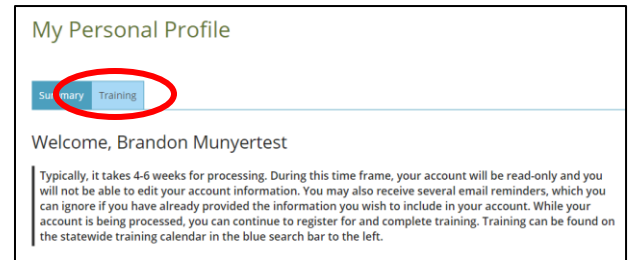 My Personal Profile
Summary Training
Welcome, Brandon Munyertest
Typically, it takes 4-6 weeks for processing. During this time frame, your account will be read-only and you
will not be able to edit your account information. You may also receive several email reminders, which you
can ignore if you have already provided the information you wish to include in your account. While your
account is being processed, you can continue to register for and complete training. Training can be found on
the statewide training calendar in the blue search bar to the left.